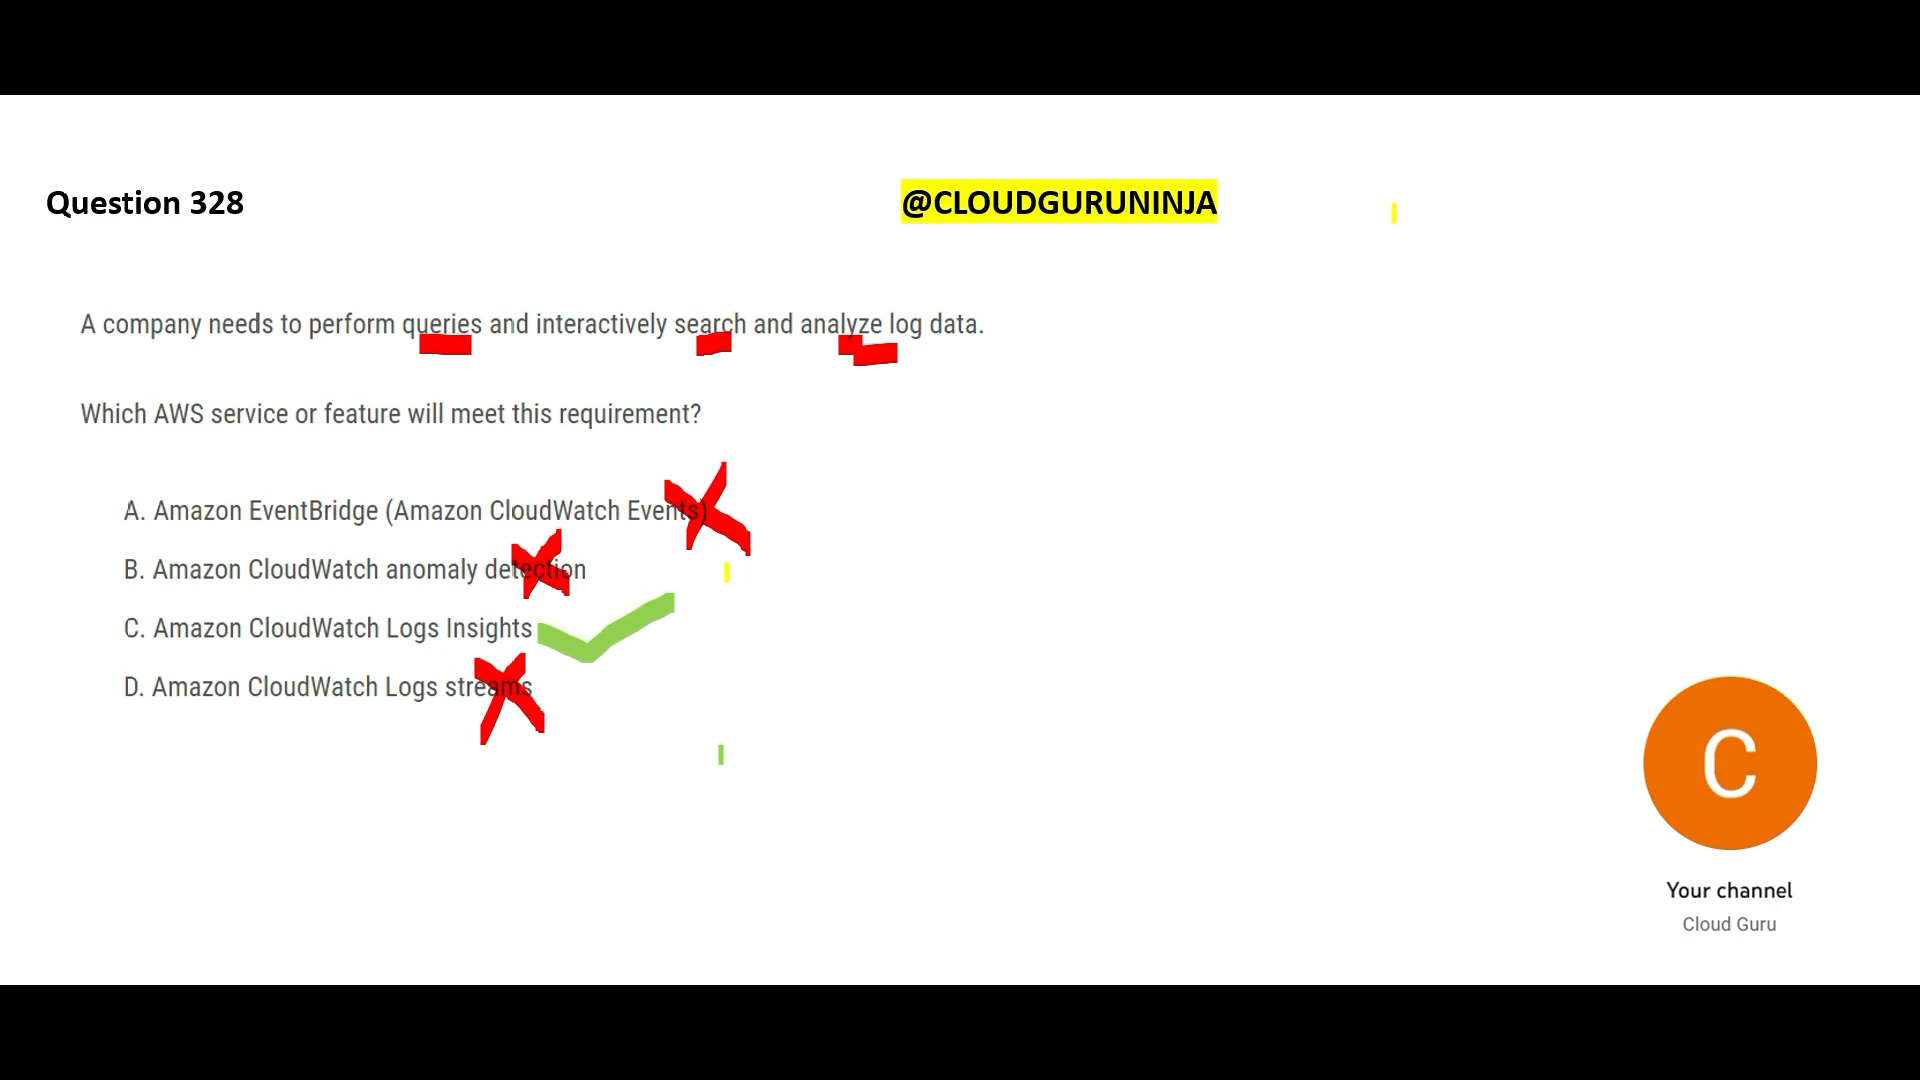 Question 328
@CLOUDGURUNINJA
A company needs to perform queries and interactively search and analyze log data.
Which AWS service or feature will meet this requirement?
A. Amazon EventBridge (Amazon CloudWatch Events)
B. Amazon CloudWatch anomaly detection
C. Amazon CloudWatch Logs Insights
D. Amazon CloudWatch Logs streams
C
Your channel
Cloud Guru